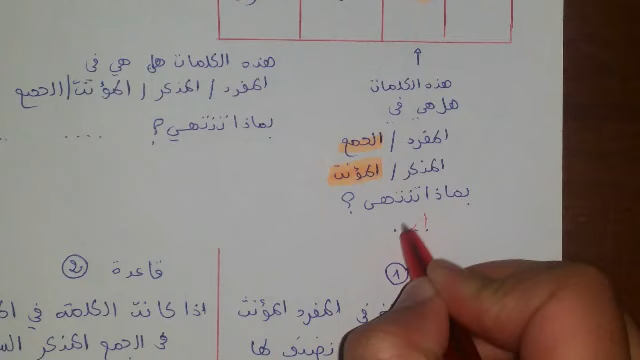 هذه الكلمات
هل هي في
المفرد / الجمع
المذكر / المؤنث
بماذا تنتهي؟
هذه الكلمات هل هي في
المفرد / المذكر / المؤنث / الجمع
بماذا تنتهي؟ ....
①
في المفرد المؤنث
نضيف لها
قاعدة ②
اذا كانت الكلمة في
في الجمع المذكر